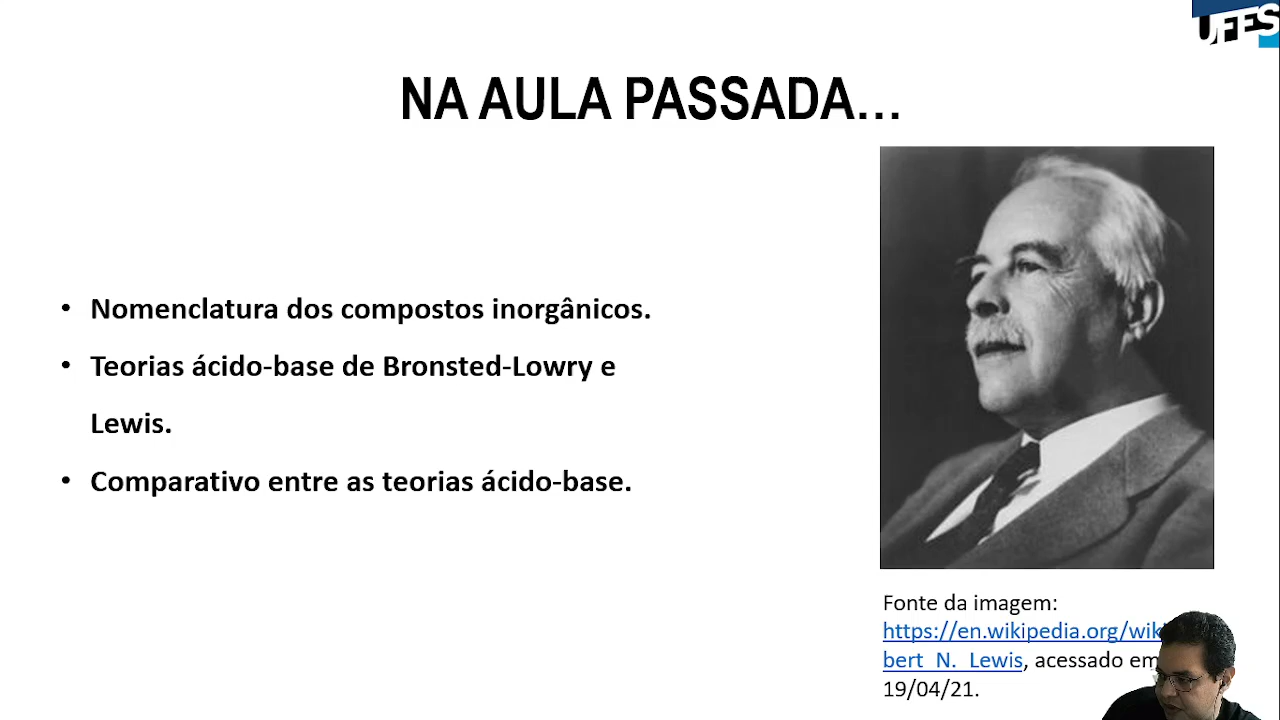 UFES
NA AULA PASSADA...
• Nomenclatura dos compostos inorgânicos.
• Teorias ácido-base de Bronsted-Lowry e
Lewis.
• Comparativo entre as teorias ácido-base.
Fonte da imagem:
https://en.wikipedia.org/wik
bert_N._Lewis, acessado em
19/04/21.